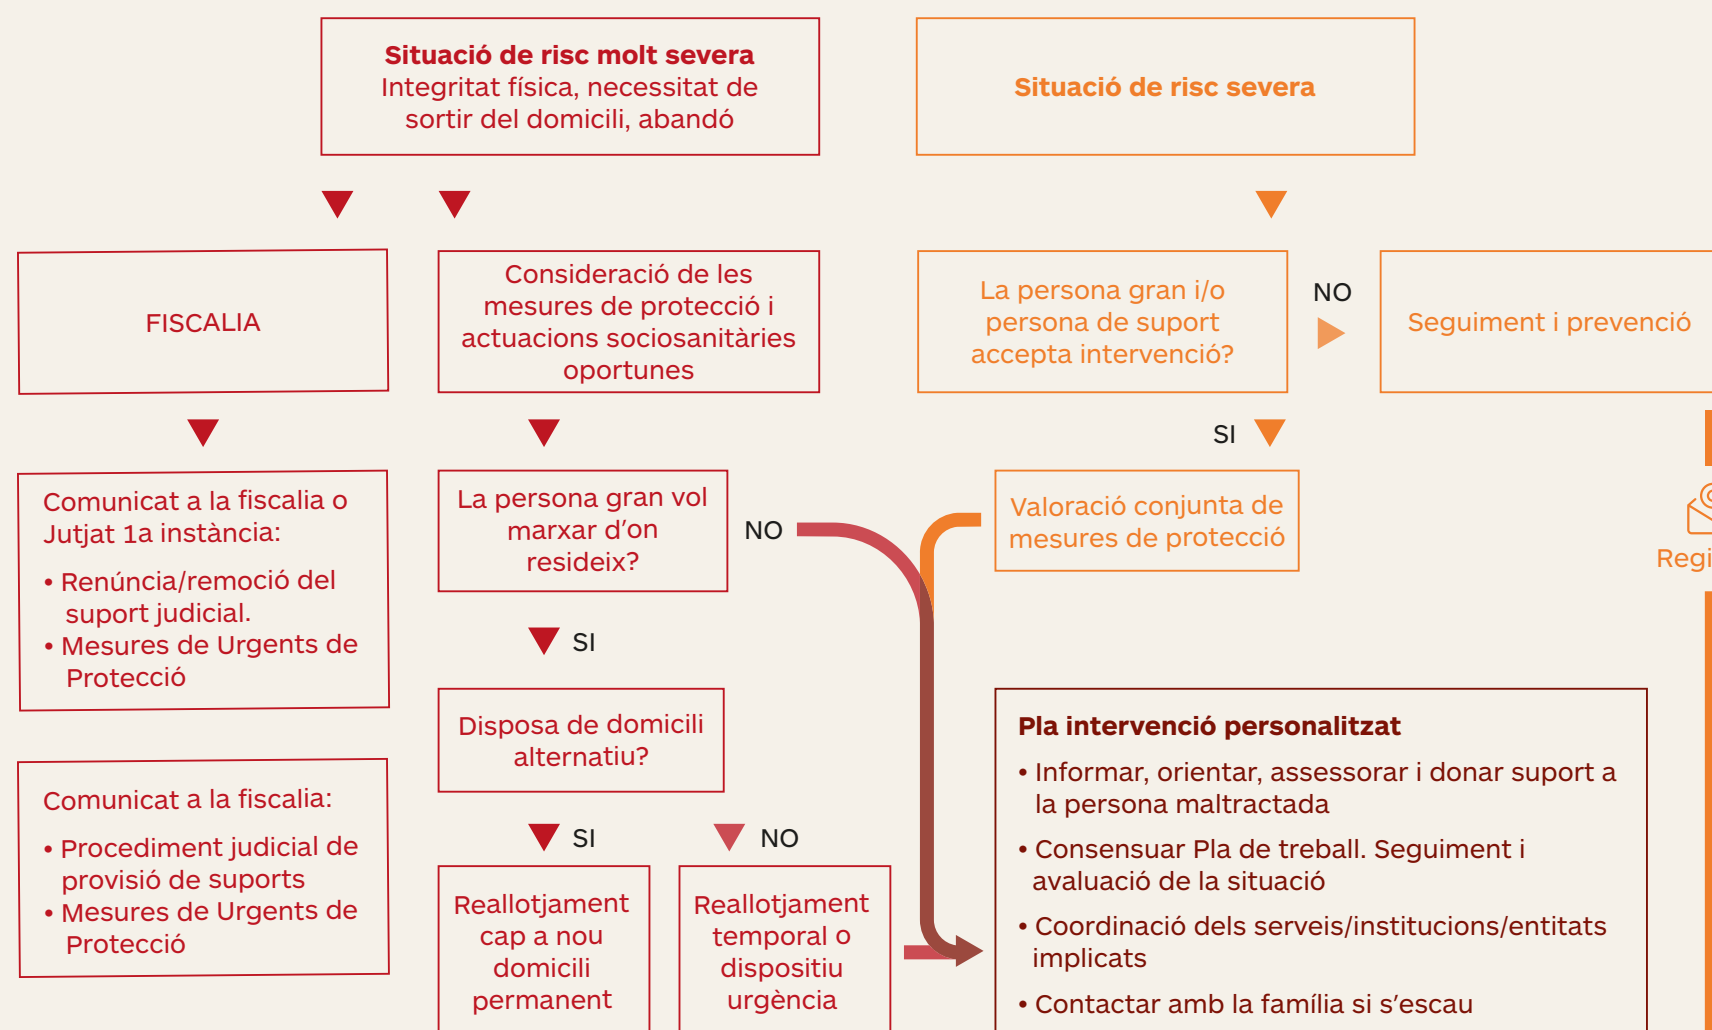 Situació de risc molt severa
Integritat física, necessitat de
sortir del domicili, abandó
Situació de risc severa
FISCALIA
Consideració de les
mesures de protecció i
actuacions sociosanitàries
oportunes
La persona gran i/o
persona de suport
accepta intervenció?
NO
Seguiment i prevenció
SI
Comunicat a la fiscalia o
Jutjat 1a instància:
• Renúncia/remoció del
suport judicial.
• Mesures de Urgents de
Protecció
La persona gran vol
marxar d'on
resideix?
NO
Valoració conjunta de
mesures de protecció
Regi
SI
Disposa de domicili
alternatiu?
Comunicat a la fiscalia:
• Procediment judicial de
provisió de suports
• Mesures de Urgents de
Protecció
SI
NO
Reallotjament
cap a nou
domicili
permanent
Reallotjament
temporal o
dispositiu
urgència
Pla intervenció personalitzat
• Informar, orientar, assessorar i donar suport a
la persona maltractada
• Consensuar Pla de treball. Seguiment i
avaluació de la situació
• Coordinació dels serveis/institucions/entitats
implicats
• Contactar amb la família si s'escau